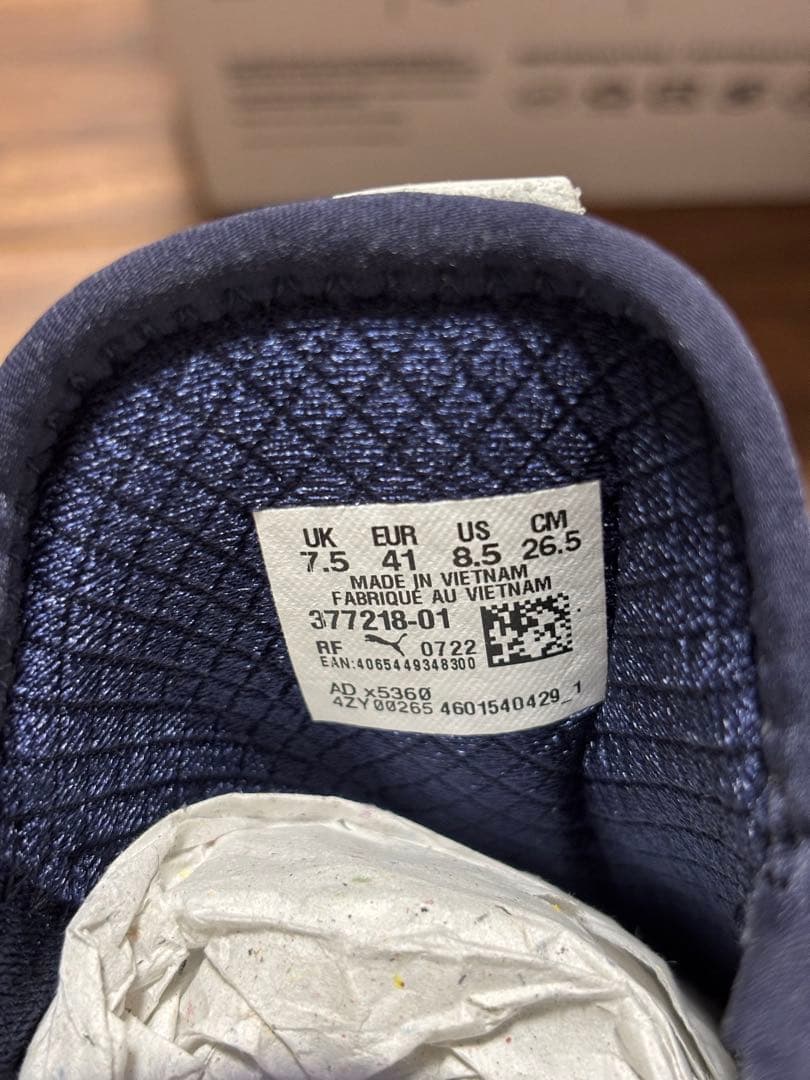 UK EUR US CM
7.5 41 8.5 26.5
MADE IN VIETNAM
FABRIQUÉ AU VIETNAM
377218-01
RF 0722
EAN:4065449348300
AD x5360
4ZY00265 4601540429_1